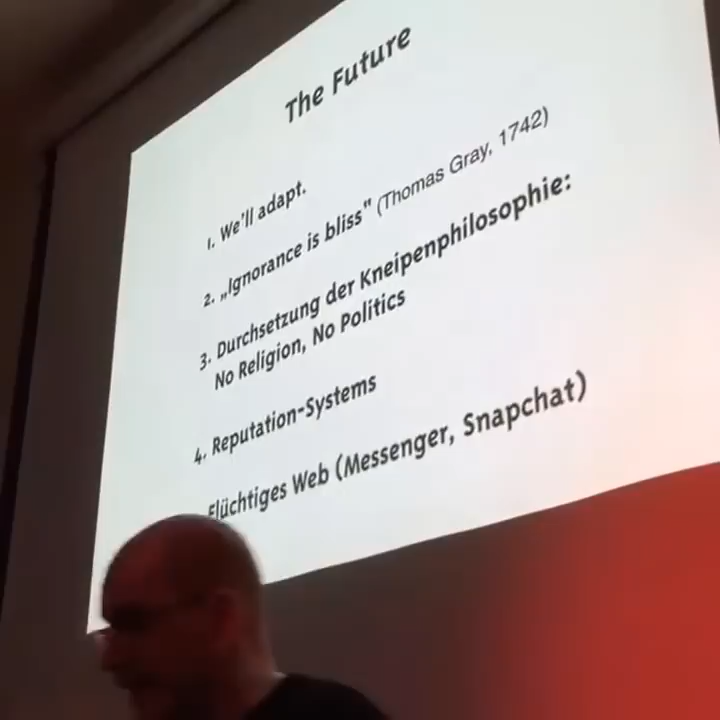 The Future
1. We'll adapt.
2. „Ignorance is bliss" (Thomas Gray, 1742)
3. Durchsetzung der Kneipenphilosophie:
No Religion, No Politics
4. Reputation-Systems
Flüchtiges Web (Messenger, Snapchat)